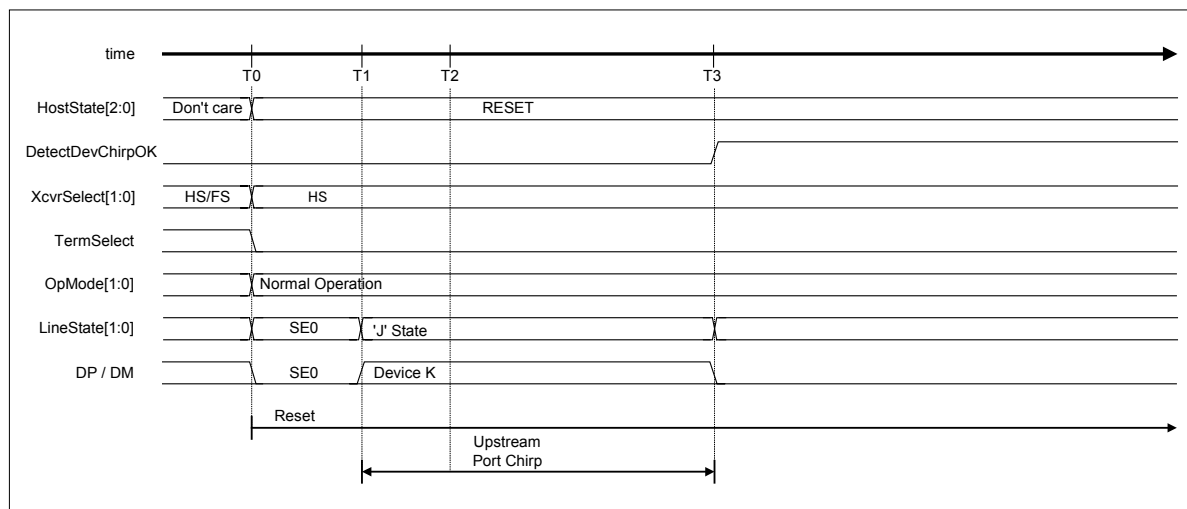 time
T0 T1 T2 T3
HostState[2:0] Don't care RESET
DetectDevChirpOK
XcvrSelect[1:0] HS/FS HS
TermSelect
OpMode[1:0] Normal Operation
LineState[1:0] SE0 'J' State
DP / DM SE0 Device K
Reset
Upstream
Port Chirp